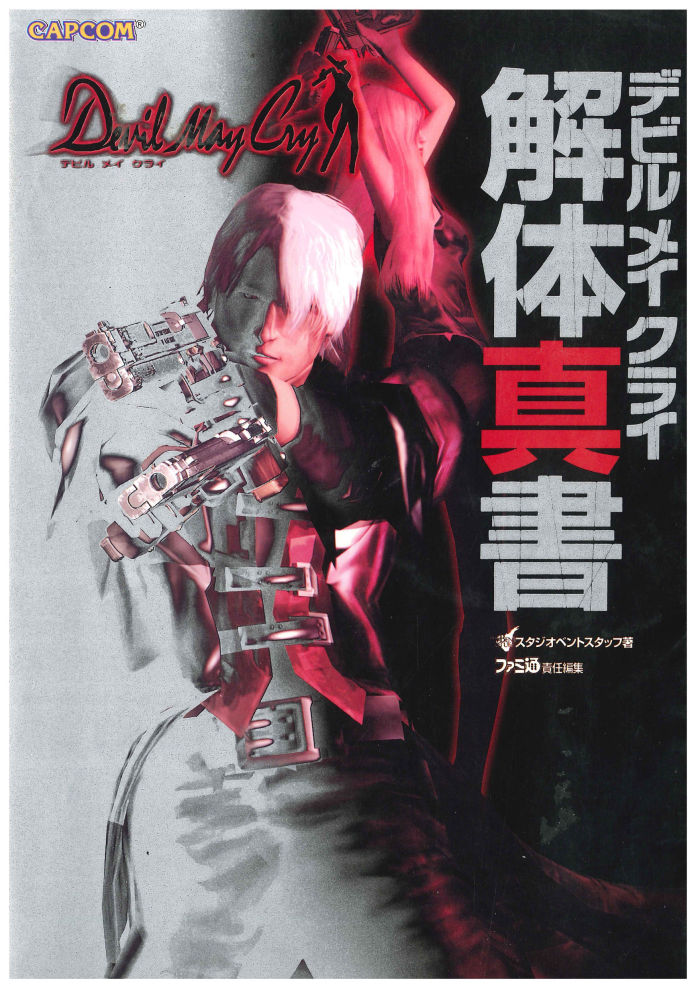 CAPCOM®
Devil May Cry
デビル メイ クライ
デビル メイ クライ
解体真書
スタジオベントスタッフ著
ファミ通 責任編集